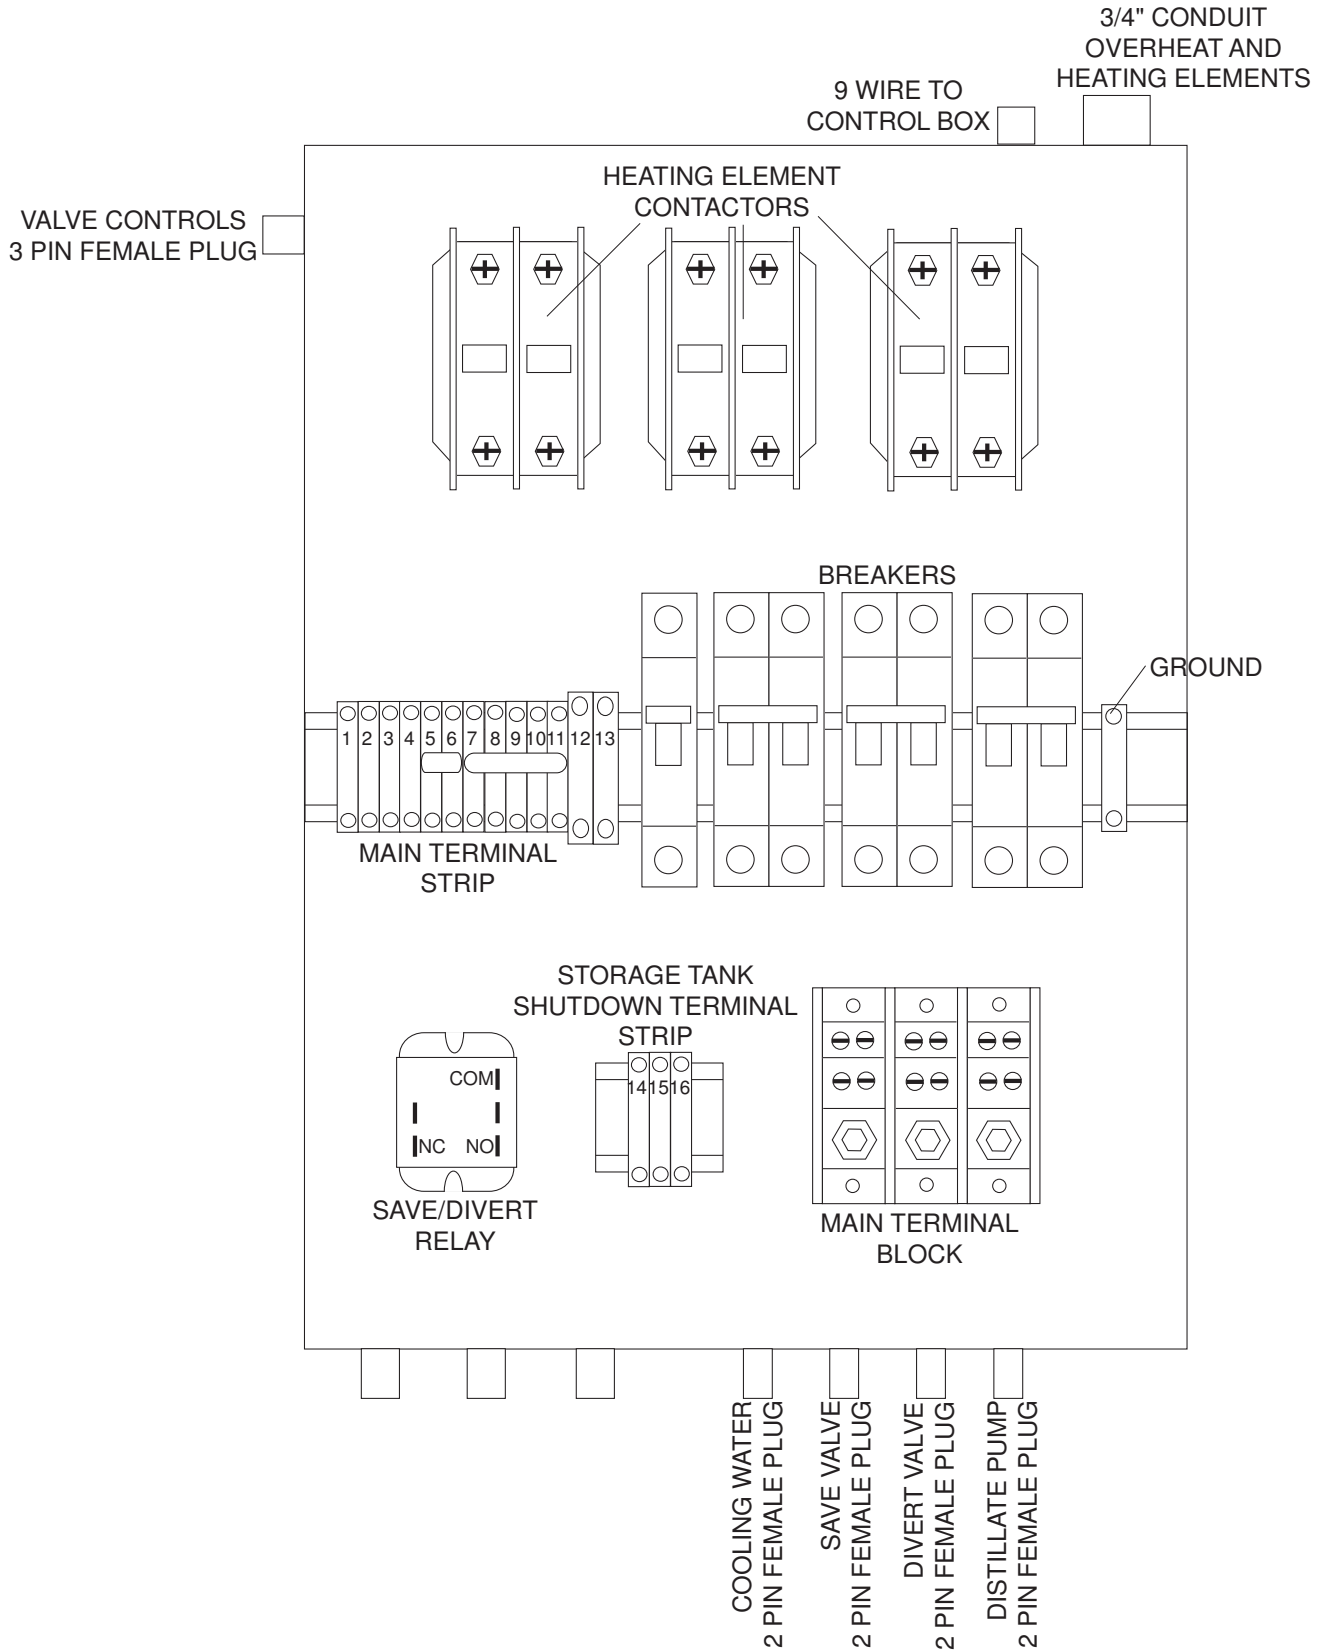 3/4" CONDUIT
OVERHEAT AND
HEATING ELEMENTS
9 WIRE TO
CONTROL BOX
HEATING ELEMENT
CONTACTORS
VALVE CONTROLS
3 PIN FEMALE PLUG
BREAKERS
GROUND
1 2 3 4 5 6 7 8 9 10 11 12 13
MAIN TERMINAL
STRIP
STORAGE TANK
SHUTDOWN TERMINAL
STRIP
14 15 16
COM
NC NO
SAVE/DIVERT
RELAY
MAIN TERMINAL
BLOCK
COOLING WATER
2 PIN FEMALE PLUG
SAVE VALVE
2 PIN FEMALE PLUG
DIVERT VALVE
2 PIN FEMALE PLUG
DISTILLATE PUMP
2 PIN FEMALE PLUG